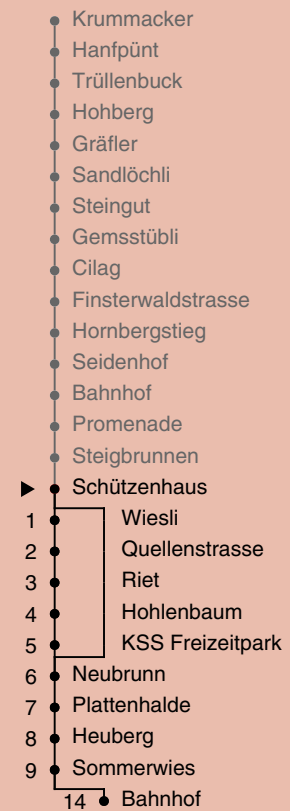 Krummacker
Hanfpünt
Trüllenbuck
Hohberg
Gräfler
Sandlöchli
Steingut
Gemsstübli
Cilag
Finsterwaldstrasse
Hornbergstieg
Seidenhof
Bahnhof
Promenade
Steigbrunnen
Schützenhaus
1 Wiesli
2 Quellenstrasse
3 Riet
4 Hohlenbaum
5 KSS Freizeitpark
6 Neubrunn
7 Plattenhalde
8 Heuberg
9 Sommerwies
14 Bahnhof